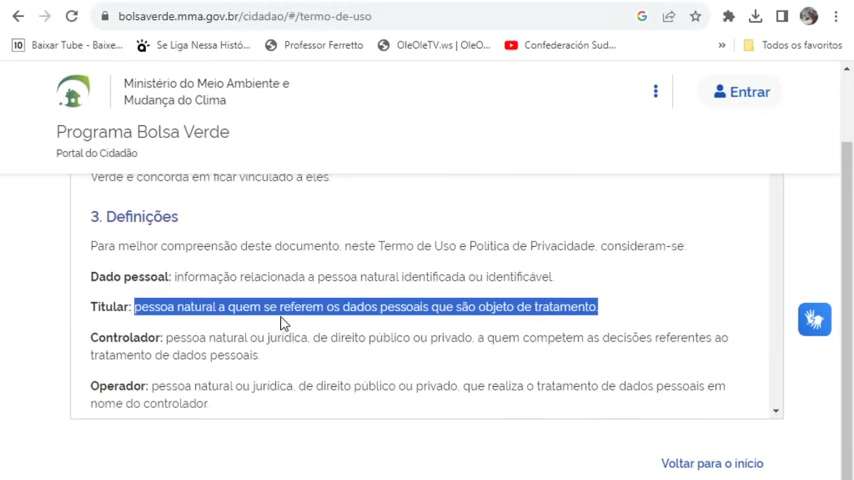 bolsaverde.mma.gov.br/cidadao/#/termo-de-uso
10 Baixar Tube - Baixe... Se Liga Nessa Histó... Professor Ferretto OleOleTV.ws | OleO... Confederación Sud... » Todos os favoritos
Ministério do Meio Ambiente e
Mudança do Clima
Entrar
Programa Bolsa Verde
Portal do Cidadão
Verde e concorda em ficar vinculado a eles.
3. Definições
Para melhor compreensão deste documento, neste Termo de Uso e Política de Privacidade, consideram-se:
Dado pessoal: informação relacionada a pessoa natural identificada ou identificável.
Titular: pessoa natural a quem se referem os dados pessoais que são objeto de tratamento.
Controlador: pessoa natural ou jurídica, de direito público ou privado, a quem competem as decisões referentes ao
tratamento de dados pessoais.
Operador: pessoa natural ou jurídica, de direito público ou privado, que realiza o tratamento de dados pessoais em
nome do controlador.
Voltar para o início